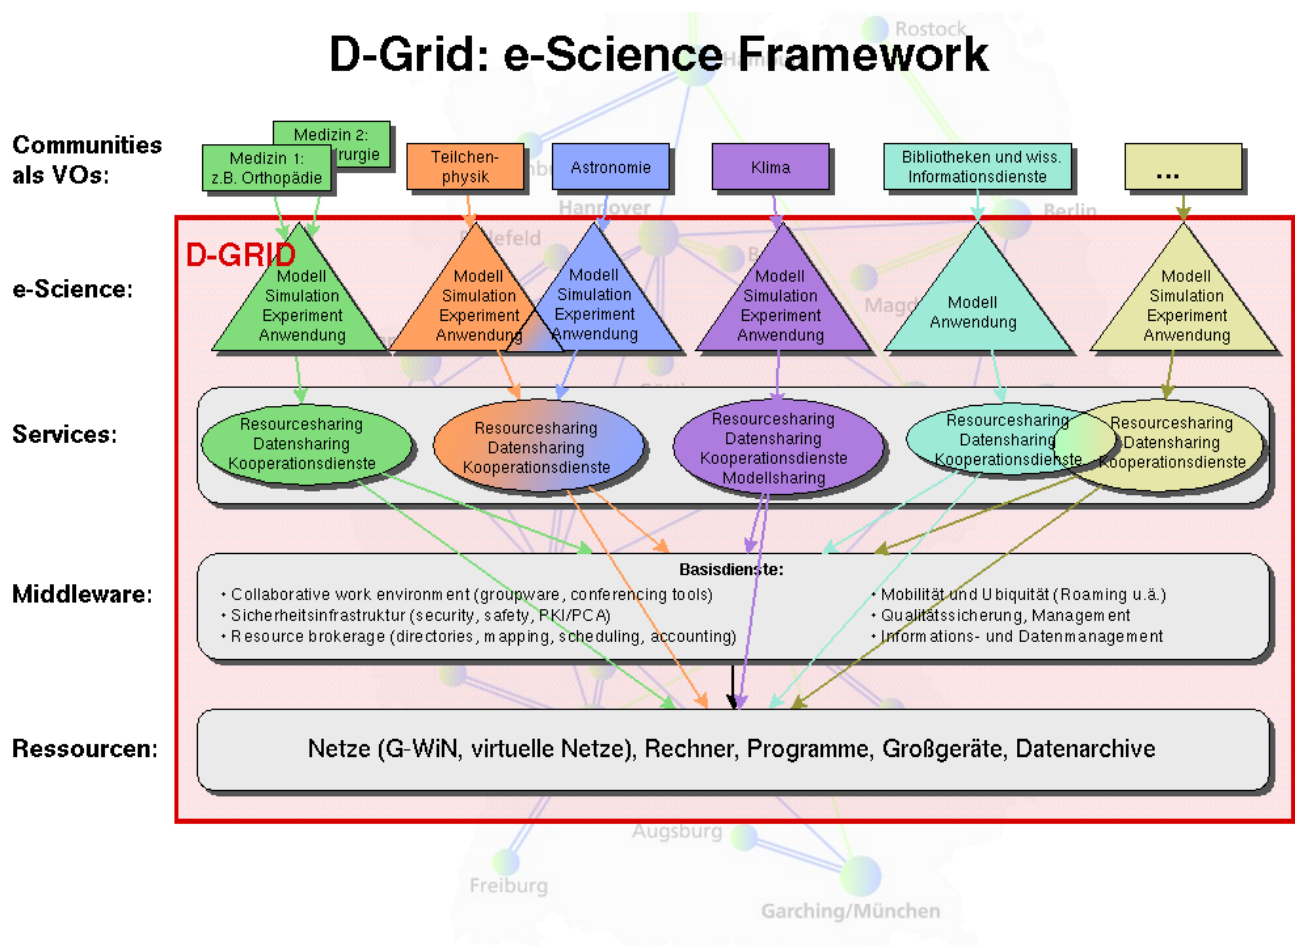 D-Grid: e-Science Framework
Rostock
Hamburg
Communities
als VOs:
Medizin 2:
rurgie
Medizin 1:
z.B. Orthopädie
Teilchen-
physik
Astronomie
Klima
Bibliotheken und wiss.
Informationsdienste
...
Hannover
Berlin
D-GRID
e-Science:
Modell
Simulation
Experiment
Anwendung
Modell
Simulation
Experiment
Anwendung
Modell
Simulation
Experiment
Anwendung
Modell
Simulation
Experiment
Anwendung
Modell
Anwendung
Modell
Simulation
Experiment
Anwendung
Magd
Services:
Resourcesharing
Datensharing
Kooperationsdienste
Resourcesharing
Datensharing
Kooperationsdienste
Resourcesharing
Datensharing
Kooperationsdienste
Modellsharing
Resourcesharing
Datensharing
Kooperationsdienste
Resourcesharing
Datensharing
Kooperationsdienste
Middleware:
Basisdienste:
• Collaborative work environment (groupware, conferencing tools)
• Sicherheitsinfrastruktur (security, safety, PKI/PCA)
• Resource brokerage (directories, mapping, scheduling, accounting)
• Mobilität und Ubiquität (Roaming u.ä.)
• Qualitätssicherung, Management
• Informations- und Datenmanagement
Ressourcen:
Netze (G-WiN, virtuelle Netze), Rechner, Programme, Großgeräte, Datenarchive
Augsburg
Freiburg
Garching/München